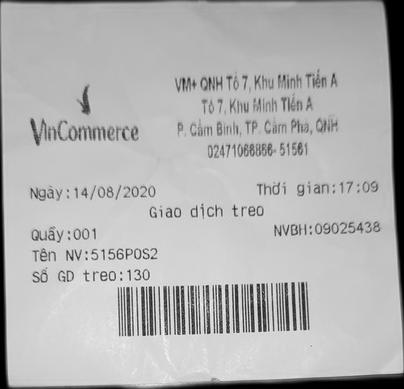 VM+ QNH Tổ 7, Khu Minh Tiến A
Tổ 7, Khu Minh Tiến A
P. Cẩm Bình, TP. Cẩm Phả, QNH
02471066866-51561
VinCommerce
Ngày:14/08/2020 Thời gian:17:09
Giao dịch treo
Quầy:001 NVBH:09025438
Tên NV:5156POS2
Số GD treo:130